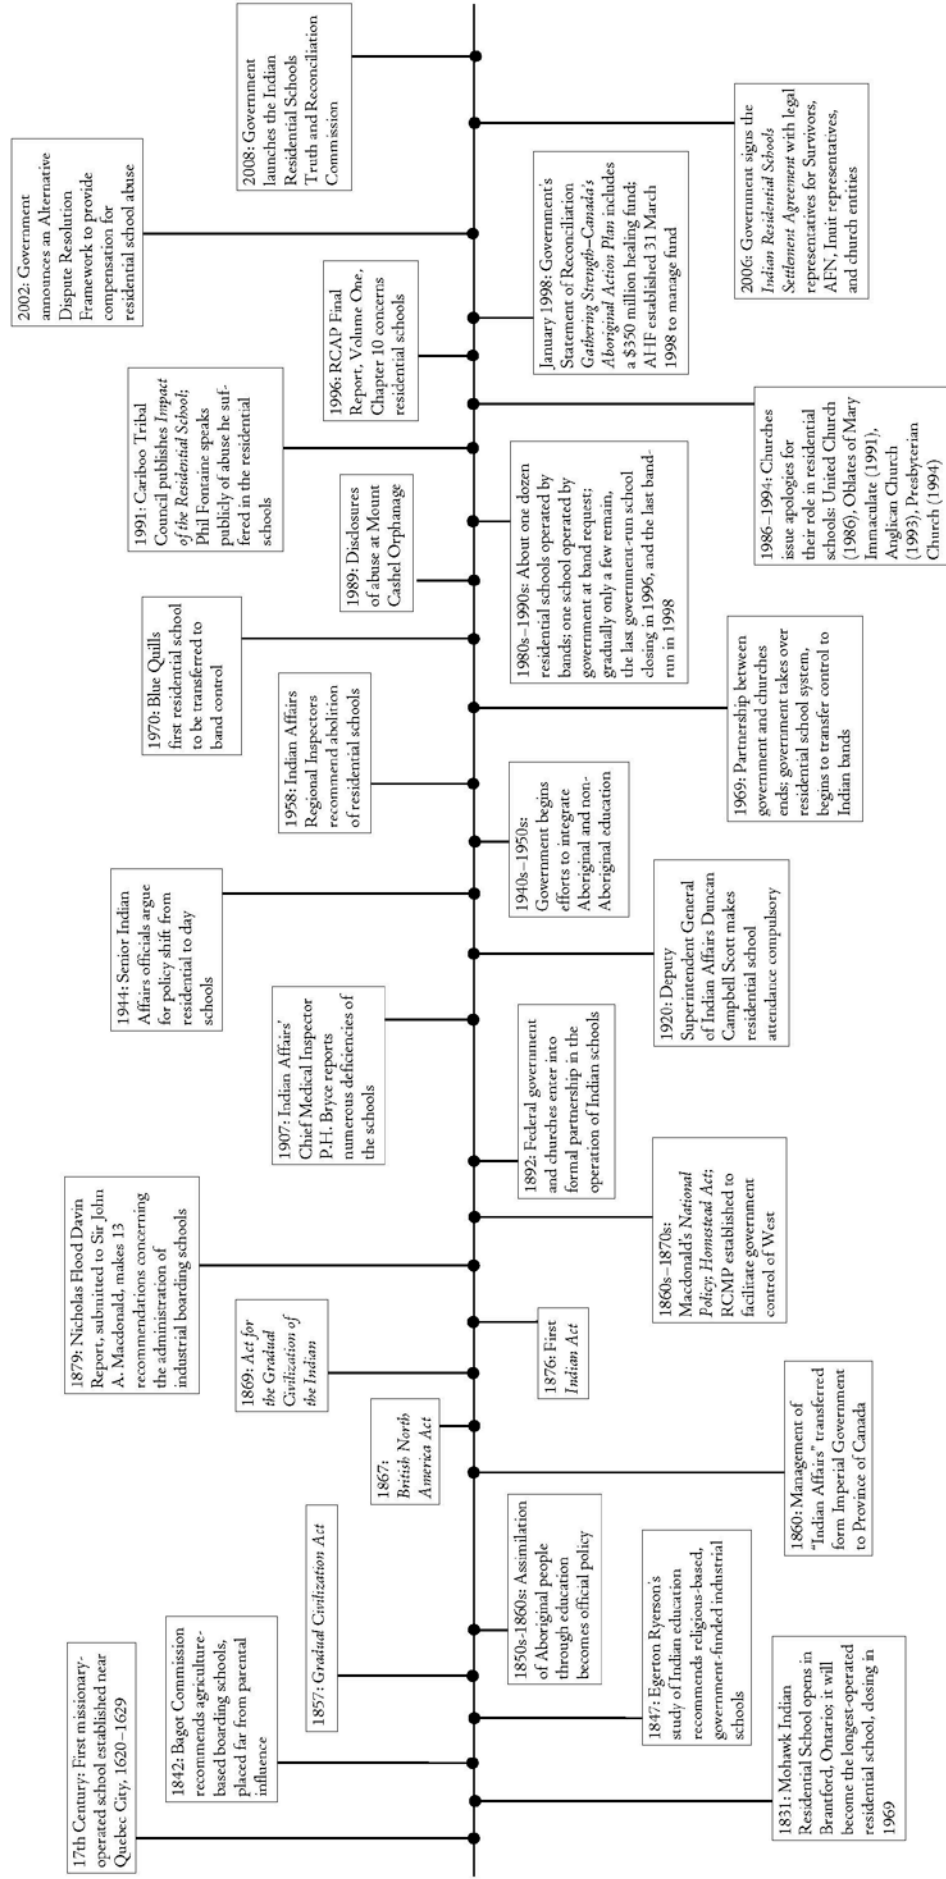 17th Century: First missionary-
operated school established near
Quebec City, 1620–1629
1831: Mohawk Indian
Residential School opens in
Brantford, Ontario; it will
become the longest-operated
residential school, closing in
1969
1842: Bagot Commission
recommends agriculture-
based boarding schools,
placed far from parental
influence
1847: Egerton Ryerson's
study of Indian education
recommends religious-based,
government-funded industrial
schools
1857: Gradual Civilization Act
1850s-1860s: Assimilation
of Aboriginal people
through education
becomes official policy
1860: Management of
"Indian Affairs" transferred
form Imperial Government
to Province of Canada
1867:
British North
America Act
1869: Act for
the Gradual
Civilization of
the Indian
1876: First
Indian Act
1879: Nicholas Flood Davin
Report, submitted to Sir John
A. Macdonald, makes 13
recommendations concerning
the administration of
industrial boarding schools
1860s–1870s:
Macdonald's National
Policy; Homestead Act;
RCMP established to
facilitate government
control of West
1892: Federal government
and churches enter into
formal partnership in the
operation of Indian schools
1907: Indian Affairs'
Chief Medical Inspector
P.H. Bryce reports
numerous deficiencies of
the schools
1920: Deputy
Superintendent General
of Indian Affairs Duncan
Campbell Scott makes
residential school
attendance compulsory
1944: Senior Indian
Affairs officials argue
for policy shift from
residential to day
schools
1940s–1950s:
Government begins
efforts to integrate
Aboriginal and non-
Aboriginal education
1958: Indian Affairs
Regional Inspectors
recommend abolition
of residential schools
1969: Partnership between
government and churches
ends; government takes over
residential school system,
begins to transfer control to
Indian bands
1970: Blue Quills
first residential school
to be transferred to
band control
1989: Disclosures
of abuse at Mount
Cashel Orphanage
1980s–1990s: About one dozen
residential schools operated by
bands; one school operated by
government at band request;
gradually only a few remain,
the last government-run school
closing in 1996, and the last band-
run in 1998
1991: Cariboo Tribal
Council publishes Impact
of the Residential School;
Phil Fontaine speaks
publicly of abuse he suf-
fered in the residential
schools
1986–1994: Churches
issue apologies for
their role in residential
schools: United Church
(1986), Oblates of Mary
Immaculate (1991),
Anglican Church
(1993), Presbyterian
Church (1994)
1996: RCAP Final
Report, Volume One,
Chapter 10 concerns
residential schools
January 1998: Government's
Statement of Reconciliation
Gathering Strength–Canada's
Aboriginal Action Plan includes
a $350 million healing fund;
AHF established 31 March
1998 to manage fund
2002: Government
announces an Alternative
Dispute Resolution
Framework to provide
compensation for
residential school abuse
2006: Government signs the
Indian Residential Schools
Settlement Agreement with legal
representatives for Survivors,
AFN, Inuit representatives,
and church entities
2008: Government
launches the Indian
Residential Schools
Truth and Reconciliation
Commission